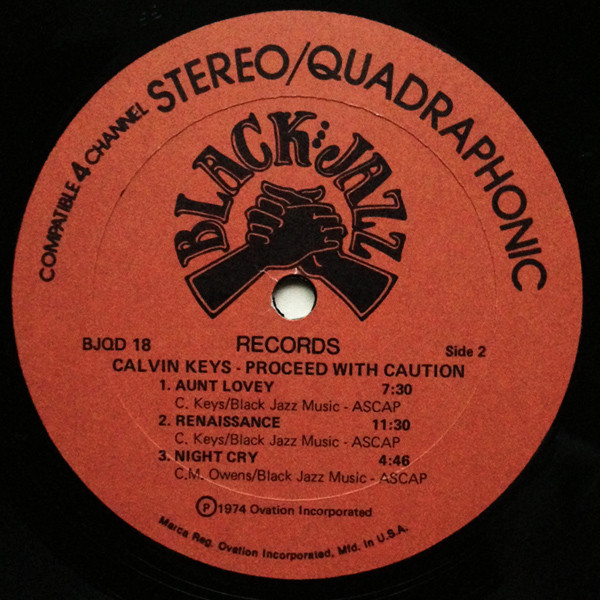 COMPATIBLE 4 CHANNEL STEREO/QUADRAPHONIC
BLACK JAZZ
BJQD 18 RECORDS Side 2
CALVIN KEYS - PROCEED WITH CAUTION
1. AUNT LOVEY 7:30
C. Keys/Black Jazz Music - ASCAP
2. RENAISSANCE 11:30
C. Keys/Black Jazz Music - ASCAP
3. NIGHT CRY 4:46
C.M. Owens/Black Jazz Music - ASCAP
Ⓟ1974 Ovation Incorporated
Marca Reg. Ovation Incorporated, Mfd. in U.S.A.